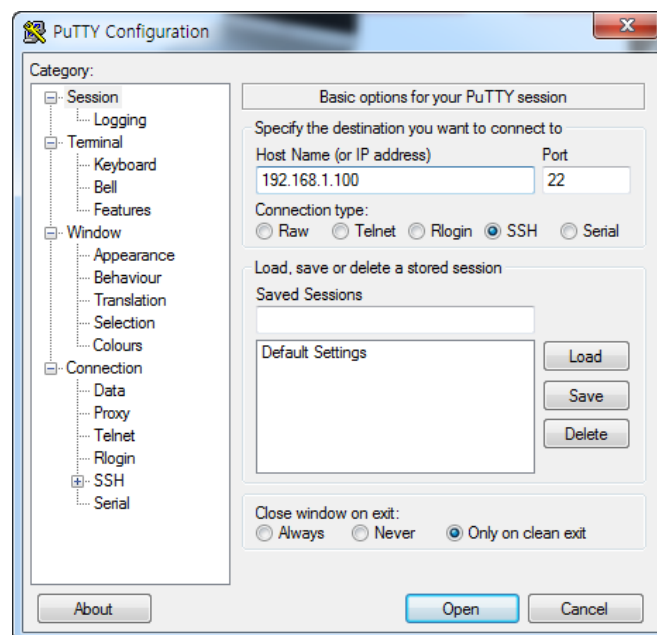 PuTTY Configuration
Category:
Session
Logging
Terminal
Keyboard
Bell
Features
Window
Appearance
Behaviour
Translation
Selection
Colours
Connection
Data
Proxy
Telnet
Rlogin
SSH
Serial
Basic options for your PuTTY session
Specify the destination you want to connect to
Host Name (or IP address) Port
192.168.1.100 22
Connection type:
Raw Telnet Rlogin SSH Serial
Load, save or delete a stored session
Saved Sessions
Default Settings
Load
Save
Delete
Close window on exit:
Always Never Only on clean exit
About Open Cancel